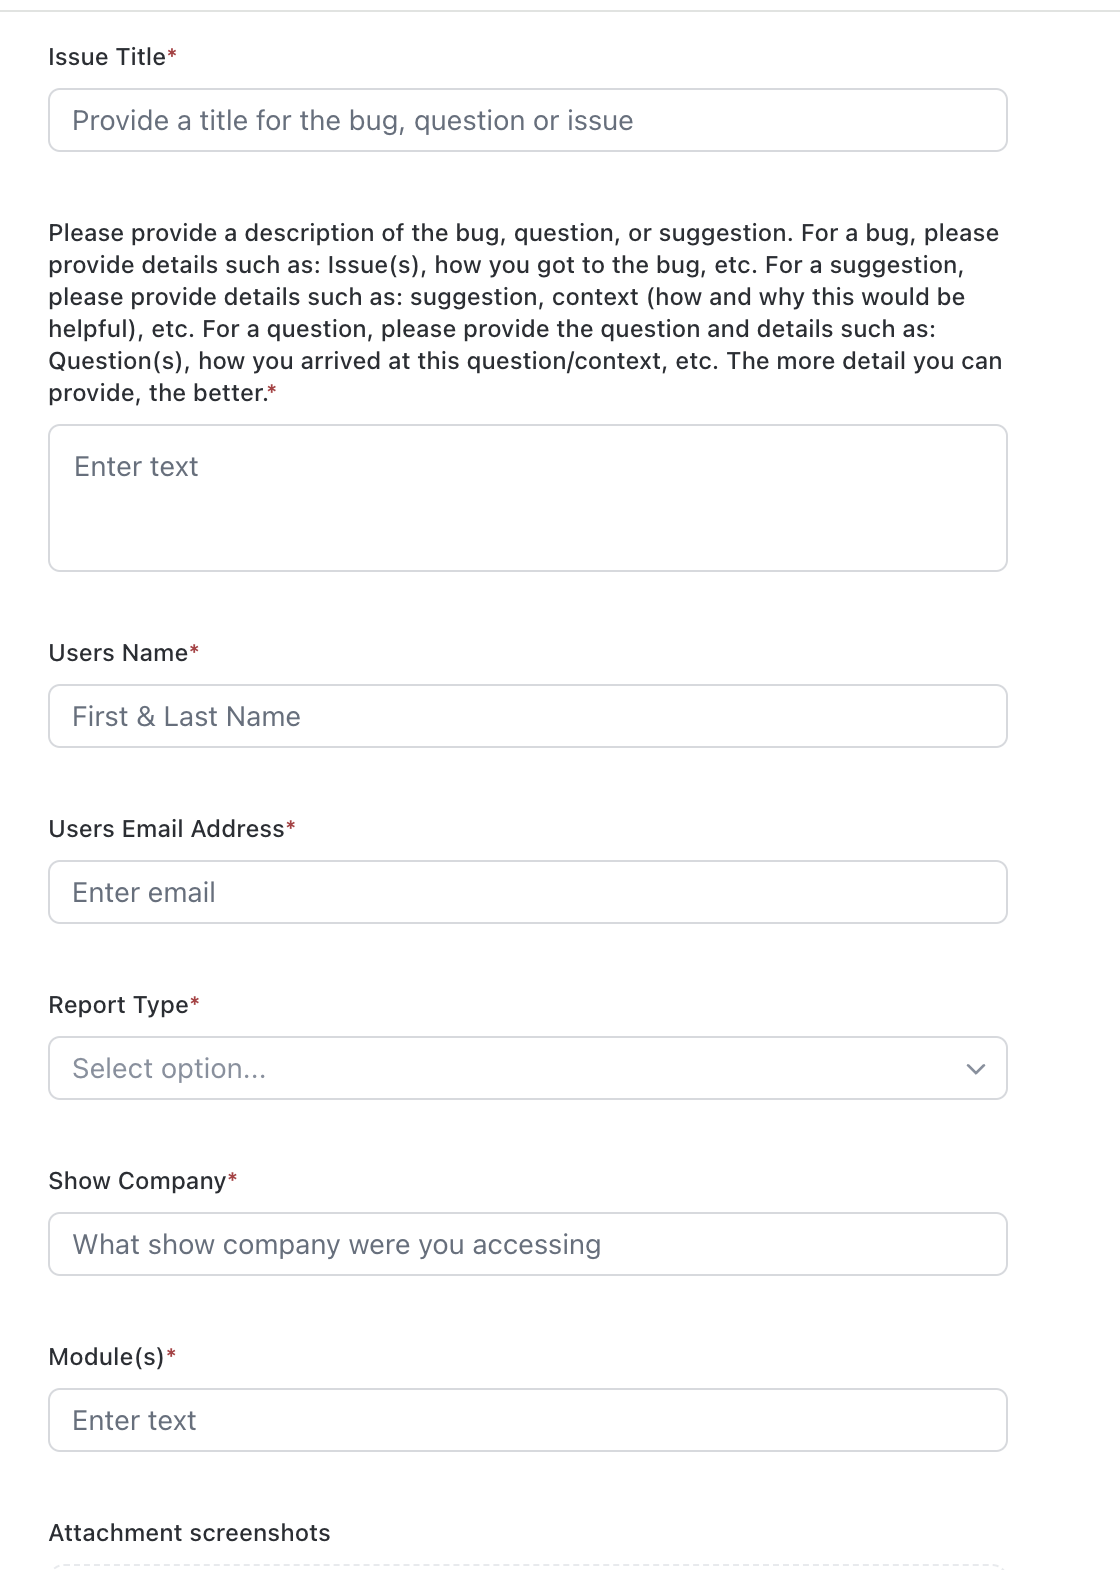 Issue Title*
Provide a title for the bug, question or issue
Please provide a description of the bug, question, or suggestion. For a bug, please
provide details such as: Issue(s), how you got to the bug, etc. For a suggestion,
please provide details such as: suggestion, context (how and why this would be
helpful), etc. For a question, please provide the question and details such as:
Question(s), how you arrived at this question/context, etc. The more detail you can
provide, the better.*
Enter text
Users Name*
First & Last Name
Users Email Address*
Enter email
Report Type*
Select option...
Show Company*
What show company were you accessing
Module(s)*
Enter text
Attachment screenshots